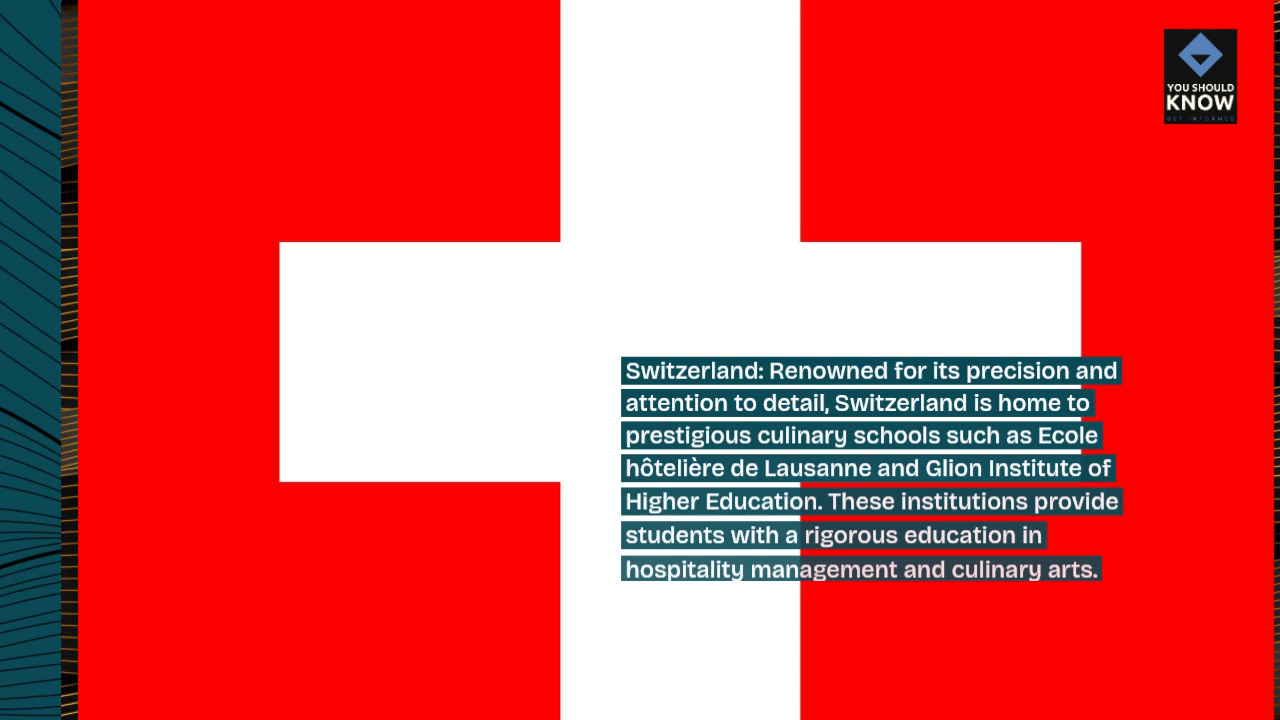 YOU SHOULD
KNOW
GET INFORMED
Switzerland: Renowned for its precision and
attention to detail, Switzerland is home to
prestigious culinary schools such as Ecole
hôtelière de Lausanne and Glion Institute of
Higher Education. These institutions provide
students with a rigorous education in
hospitality management and culinary arts.